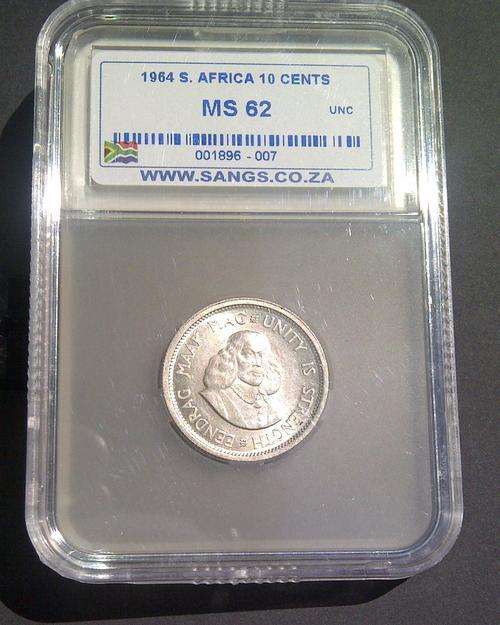 1964 S. AFRICA 10 CENTS
MS 62 UNC
001896 - 007
WWW.SANGS.CO.ZA
EENDRAG MAAK MAG UNITY IS STRENGTH